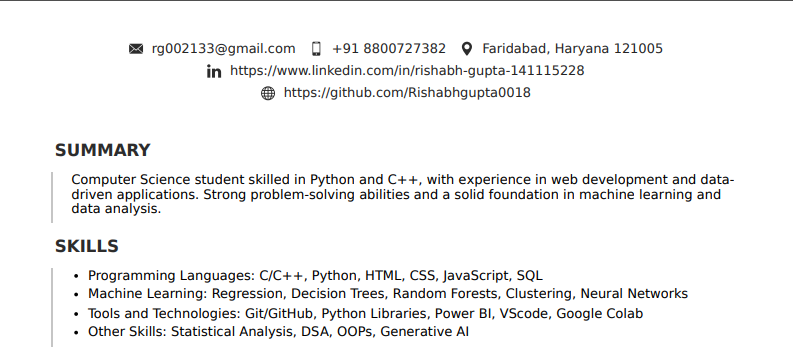 rg002133@gmail.com +91 8800727382 Faridabad, Haryana 121005
https://www.linkedin.com/in/rishabh-gupta-141115228
https://github.com/Rishabhgupta0018
SUMMARY
Computer Science student skilled in Python and C++, with experience in web development and data-
driven applications. Strong problem-solving abilities and a solid foundation in machine learning and
data analysis.
SKILLS
• Programming Languages: C/C++, Python, HTML, CSS, JavaScript, SQL
• Machine Learning: Regression, Decision Trees, Random Forests, Clustering, Neural Networks
• Tools and Technologies: Git/GitHub, Python Libraries, Power BI, VScode, Google Colab
• Other Skills: Statistical Analysis, DSA, OOPs, Generative AI